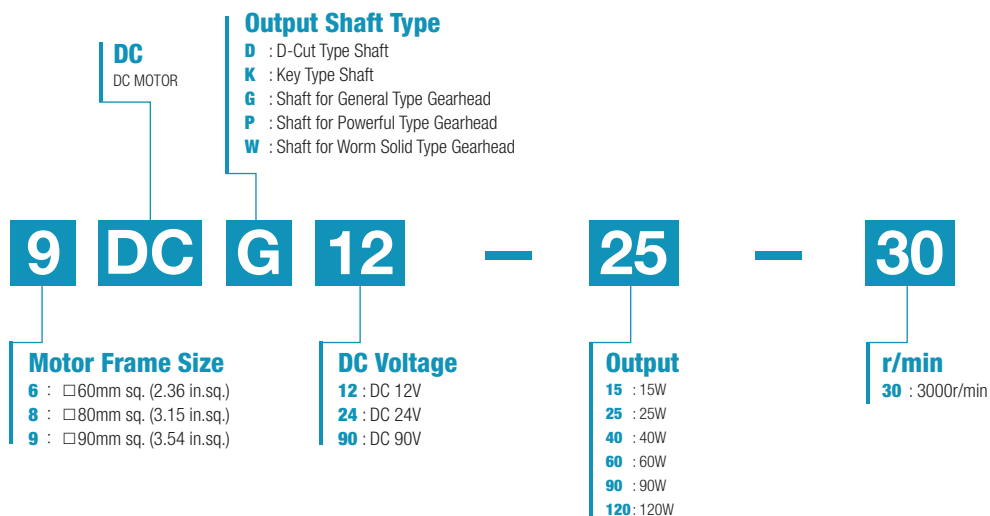 Output Shaft Type
D : D-Cut Type Shaft
K : Key Type Shaft
G : Shaft for General Type Gearhead
P : Shaft for Powerful Type Gearhead
W : Shaft for Worm Solid Type Gearhead
DC
DC MOTOR
9 DC G 12 — 25 — 30
Motor Frame Size
6 : □60mm sq. (2.36 in.sq.)
8 : □80mm sq. (3.15 in.sq.)
9 : □90mm sq. (3.54 in.sq.)
DC Voltage
12 : DC 12V
24 : DC 24V
90 : DC 90V
Output
15 : 15W
25 : 25W
40 : 40W
60 : 60W
90 : 90W
120 : 120W
r/min
30 : 3000r/min